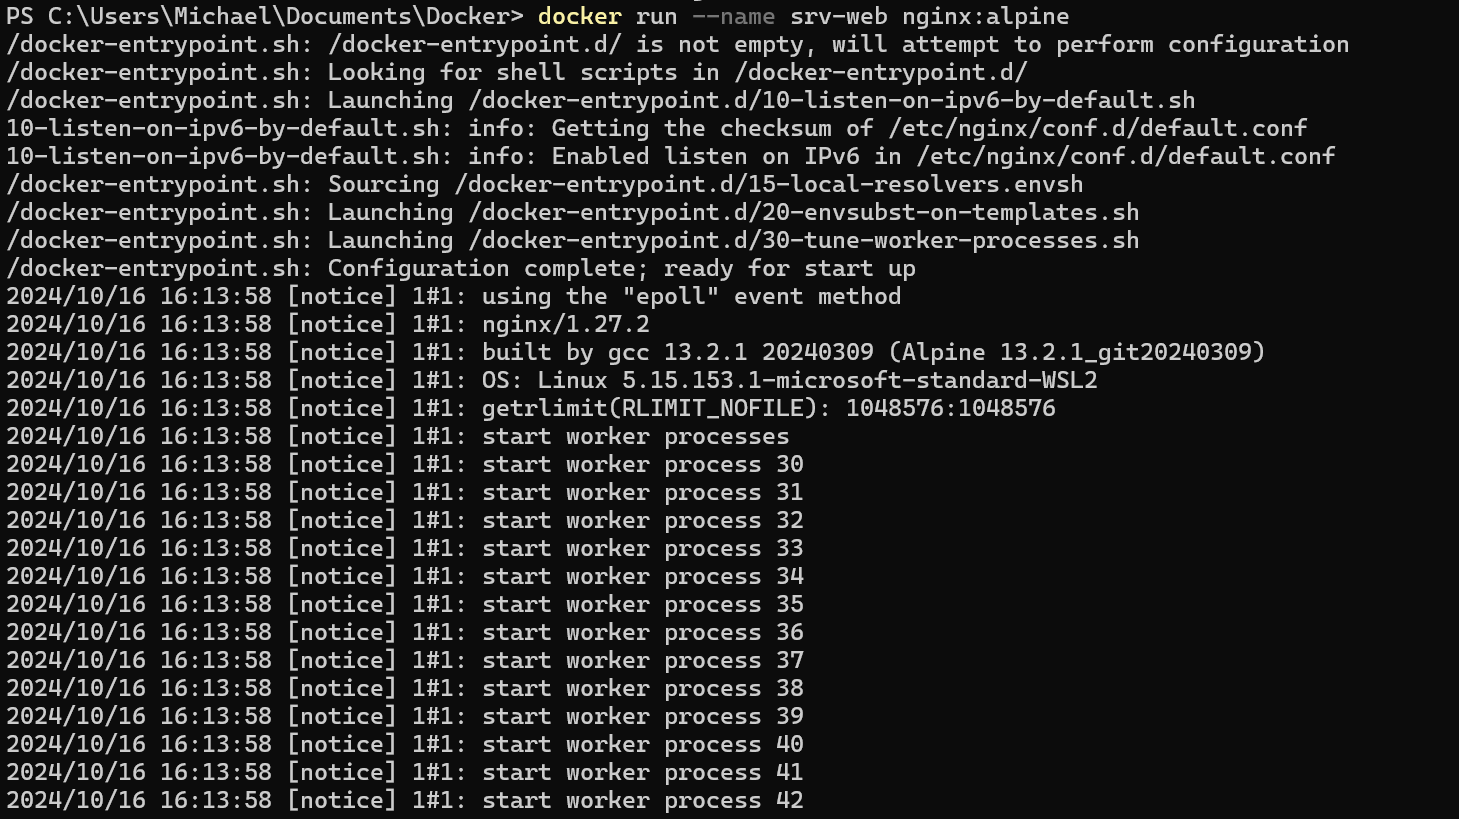 PS C:\Users\Michael\Documents\Docker> docker run --name srv-web nginx:alpine
/docker-entrypoint.sh: /docker-entrypoint.d/ is not empty, will attempt to perform configuration
/docker-entrypoint.sh: Looking for shell scripts in /docker-entrypoint.d/
/docker-entrypoint.sh: Launching /docker-entrypoint.d/10-listen-on-ipv6-by-default.sh
10-listen-on-ipv6-by-default.sh: info: Getting the checksum of /etc/nginx/conf.d/default.conf
10-listen-on-ipv6-by-default.sh: info: Enabled listen on IPv6 in /etc/nginx/conf.d/default.conf
/docker-entrypoint.sh: Sourcing /docker-entrypoint.d/15-local-resolvers.envsh
/docker-entrypoint.sh: Launching /docker-entrypoint.d/20-envsubst-on-templates.sh
/docker-entrypoint.sh: Launching /docker-entrypoint.d/30-tune-worker-processes.sh
/docker-entrypoint.sh: Configuration complete; ready for start up
2024/10/16 16:13:58 [notice] 1#1: using the "epoll" event method
2024/10/16 16:13:58 [notice] 1#1: nginx/1.27.2
2024/10/16 16:13:58 [notice] 1#1: built by gcc 13.2.1 20240309 (Alpine 13.2.1_git20240309)
2024/10/16 16:13:58 [notice] 1#1: OS: Linux 5.15.153.1-microsoft-standard-WSL2
2024/10/16 16:13:58 [notice] 1#1: getrlimit(RLIMIT_NOFILE): 1048576:1048576
2024/10/16 16:13:58 [notice] 1#1: start worker processes
2024/10/16 16:13:58 [notice] 1#1: start worker process 30
2024/10/16 16:13:58 [notice] 1#1: start worker process 31
2024/10/16 16:13:58 [notice] 1#1: start worker process 32
2024/10/16 16:13:58 [notice] 1#1: start worker process 33
2024/10/16 16:13:58 [notice] 1#1: start worker process 34
2024/10/16 16:13:58 [notice] 1#1: start worker process 35
2024/10/16 16:13:58 [notice] 1#1: start worker process 36
2024/10/16 16:13:58 [notice] 1#1: start worker process 37
2024/10/16 16:13:58 [notice] 1#1: start worker process 38
2024/10/16 16:13:58 [notice] 1#1: start worker process 39
2024/10/16 16:13:58 [notice] 1#1: start worker process 40
2024/10/16 16:13:58 [notice] 1#1: start worker process 41
2024/10/16 16:13:58 [notice] 1#1: start worker process 42